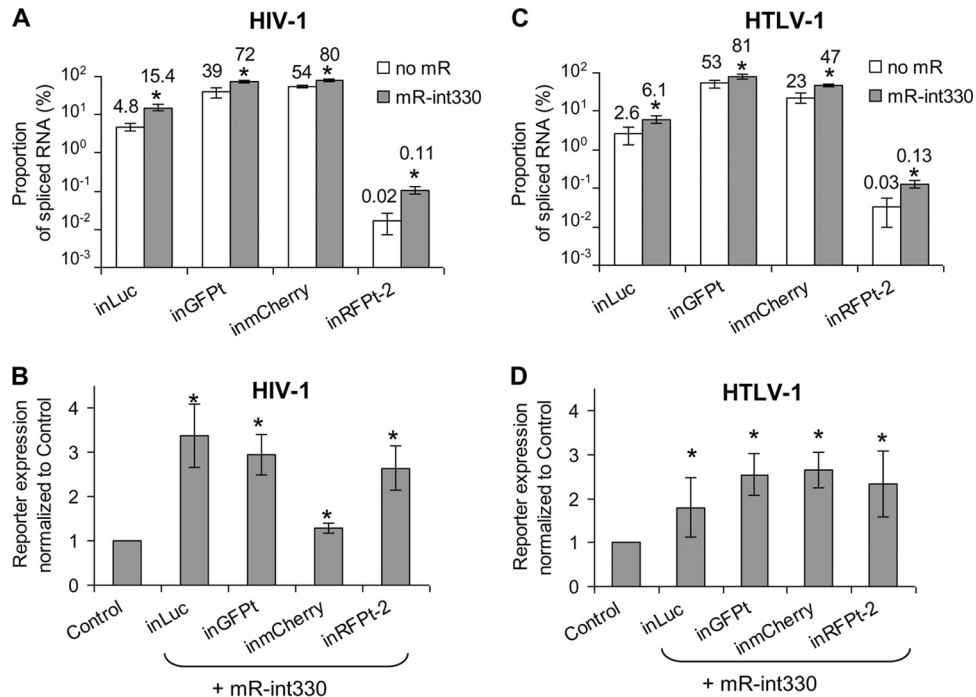 A
HIV-1
Proportion
of spliced RNA (%)
10²
10¹
10⁰
10⁻¹
10⁻²
10⁻³
4.8
15.4
*
39
72
*
54
80
*
0.02
0.11
*
no mR
mR-int330
inLuc
inGFPt
inmCherry
inRFPt-2
C
HTLV-1
Proportion
of spliced RNA (%)
10²
10¹
10⁰
10⁻¹
10⁻²
10⁻³
2.6
6.1
*
53
81
*
23
47
*
0.03
0.13
*
no mR
mR-int330
inLuc
inGFPt
inmCherry
inRFPt-2
B
HIV-1
Reporter expression
normalized to Control
4
3
2
1
0
*
*
*
*
Control
inLuc
inGFPt
inmCherry
inRFPt-2
+ mR-int330
D
HTLV-1
Reporter expression
normalized to Control
4
3
2
1
0
*
*
*
*
Control
inLuc
inGFPt
inmCherry
inRFPt-2
+ mR-int330